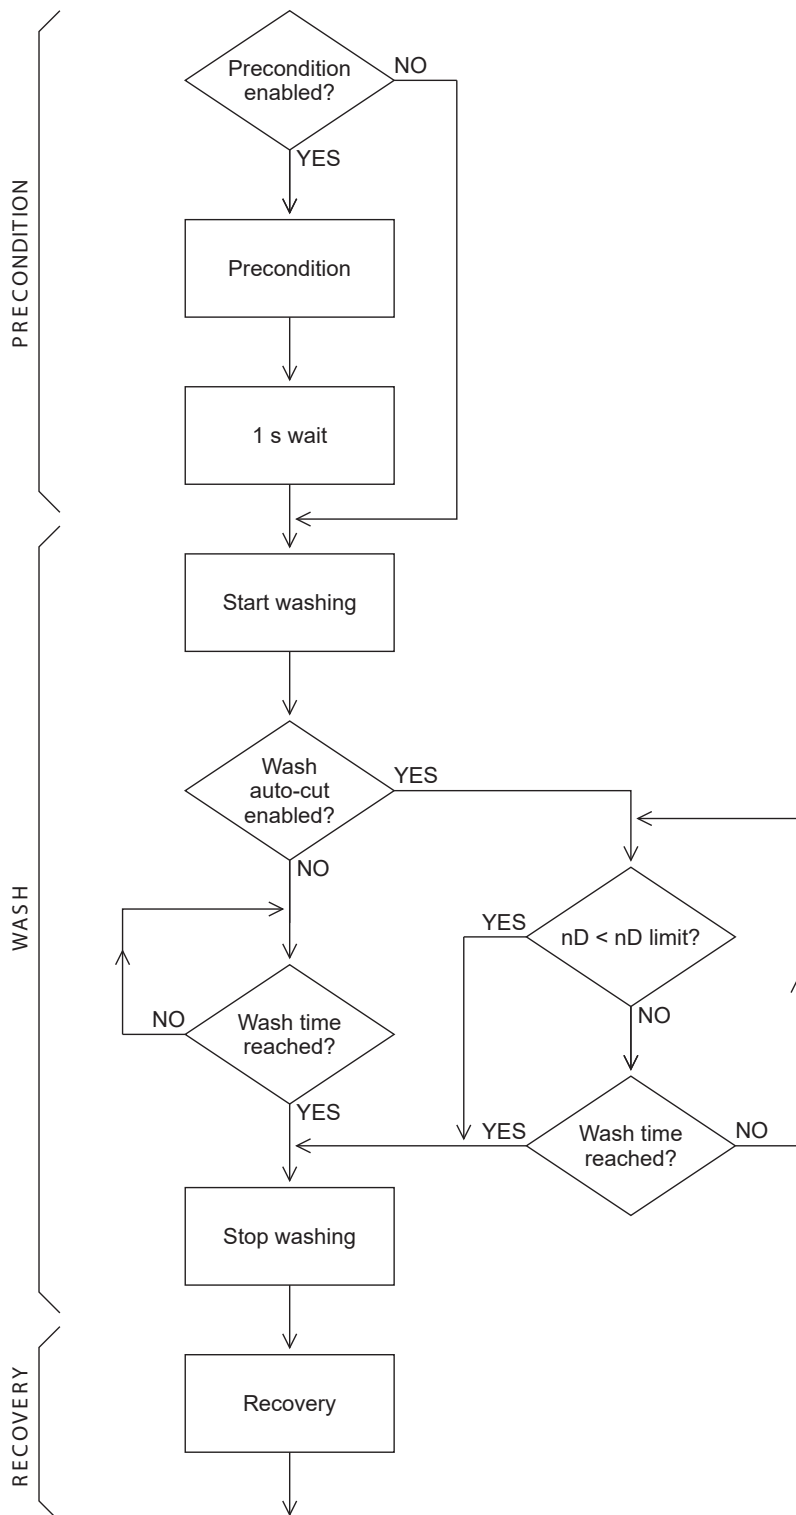 PRECONDITION
Precondition
enabled?
NO
YES
Precondition
1 s wait
WASH
Start washing
Wash
auto-cut
enabled?
YES
NO
nD < nD limit?
YES
NO
Wash time
reached?
NO
YES
Wash time
reached?
YES
NO
Stop washing
RECOVERY
Recovery